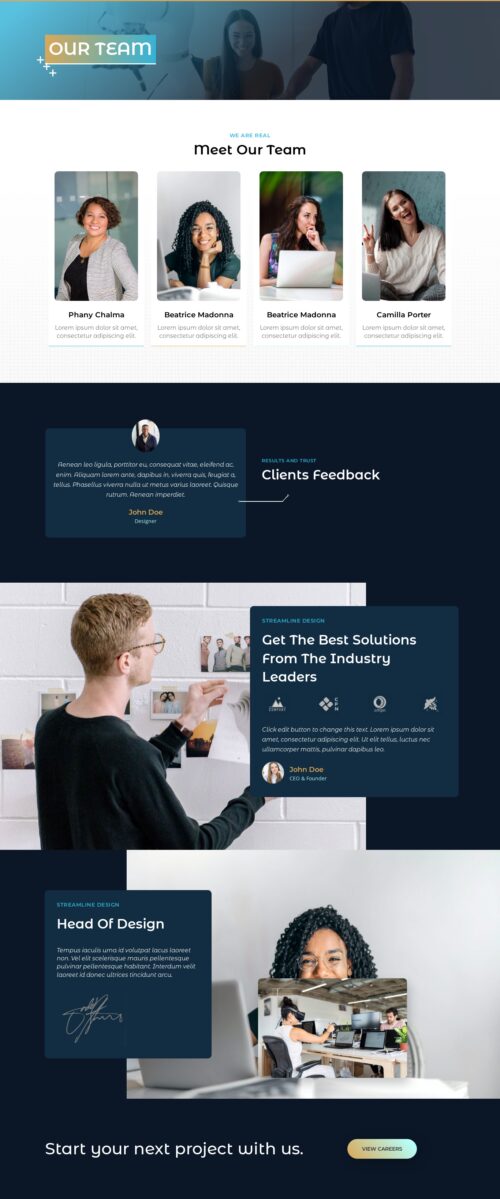 OUR TEAM
WE ARE REAL
Meet Our Team
Phany Chalma
Lorem ipsum dolor sit amet,
consectetur adipiscing elit.
Beatrice Madonna
Lorem ipsum dolor sit amet,
consectetur adipiscing elit.
Beatrice Madonna
Lorem ipsum dolor sit amet,
consectetur adipiscing elit.
Camilla Porter
Lorem ipsum dolor sit amet,
consectetur adipiscing elit.
Aenean leo ligula, porttitor eu, consequat vitae, eleifend ac,
enim. Aliquam lorem ante, dapibus in, viverra quis, feugiat a,
tellus. Phasellus viverra nulla ut metus varius laoreet. Quisque
rutrum. Aenean imperdiet.
John Doe
Designer
RESULTS AND TRUST
Clients Feedback
STREAMLINE DESIGN
Get The Best Solutions
From The Industry
Leaders
Click edit button to change this text. Lorem ipsum dolor sit
amet, consectetur adipiscing elit. Ut elit tellus, luctus nec
ullamcorper mattis, pulvinar dapibus leo.
John Doe
CEO & Founder
STREAMLINE DESIGN
Head Of Design
Tempus iaculis urna id volutpat lacus laoreet
non. Vel elit scelerisque mauris pellentesque
pulvinar pellentesque habitant. Interdum velit
laoreet id donec ultrices tincidunt arcu.
Start your next project with us.
VIEW CAREERS